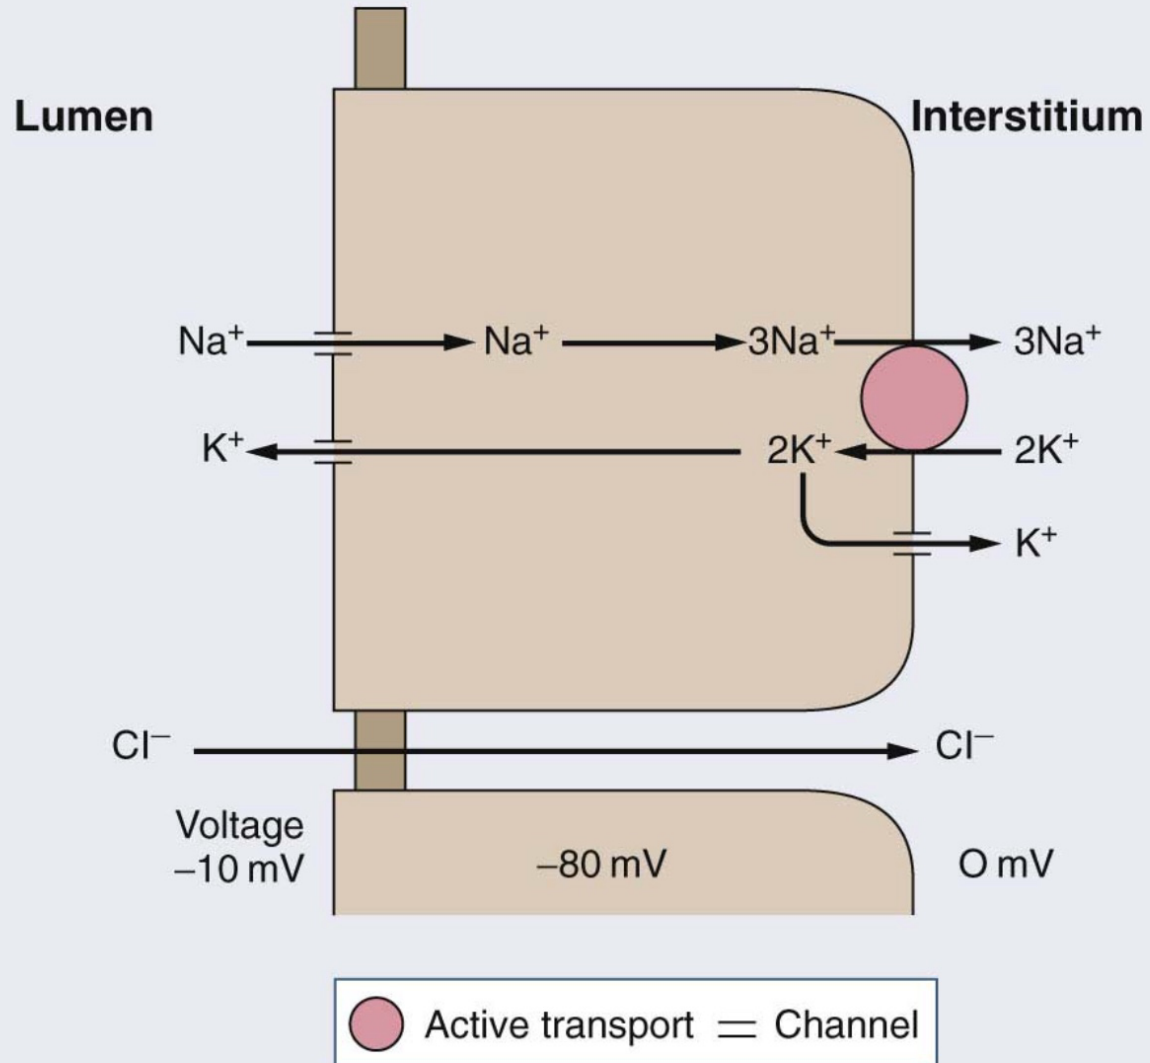 Lumen
Interstitium
Na⁺ Na⁺ 3Na⁺ 3Na⁺
K⁺ 2K⁺ 2K⁺
K⁺
Cl⁻ Cl⁻
Voltage
–10 mV –80 mV O mV
Active transport Channel